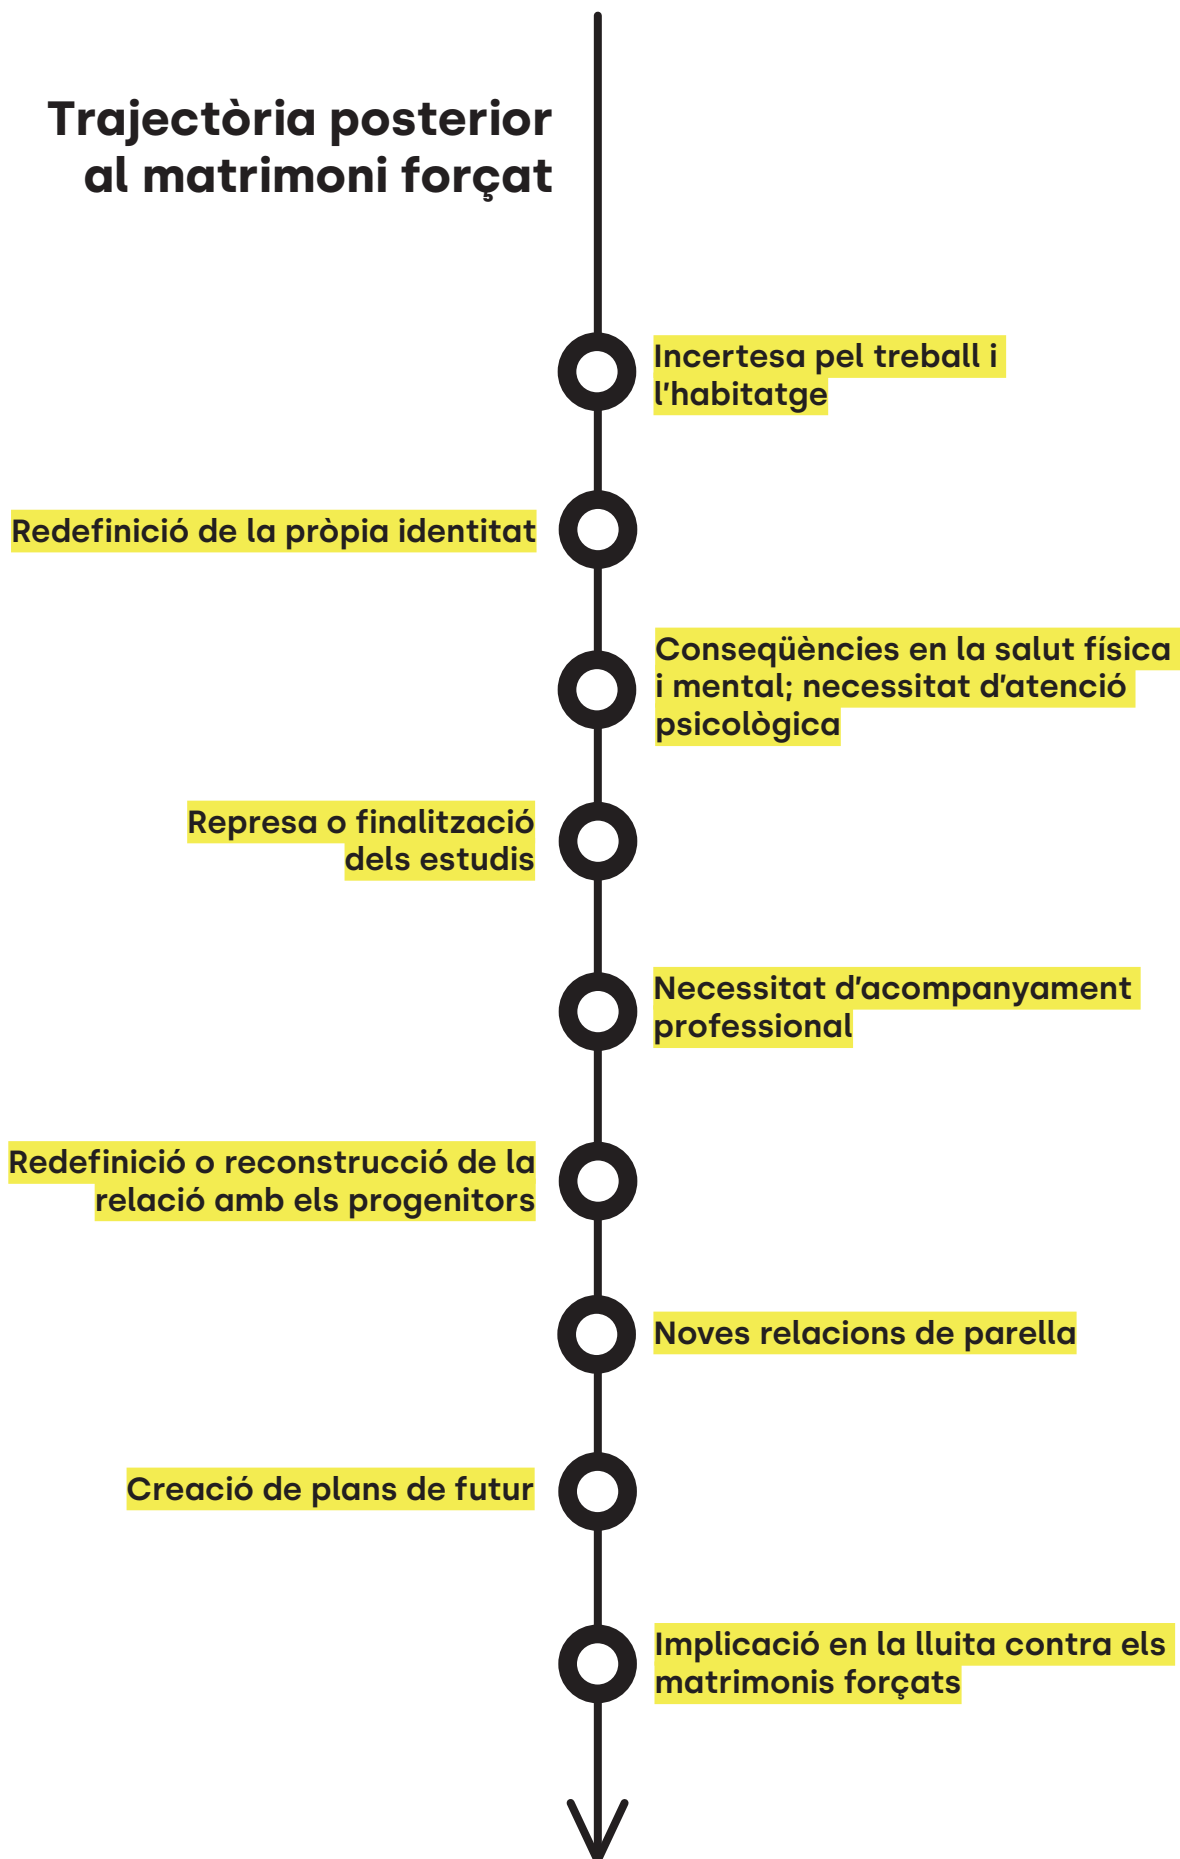 Trajectòria posterior
al matrimoni forçat
Incertesa pel treball i
l’habitatge
Redefinició de la pròpia identitat
Conseqüències en la salut física
i mental; necessitat d’atenció
psicològica
Represa o finalització
dels estudis
Necessitat d’acompanyament
professional
Redefinició o reconstrucció de la
relació amb els progenitors
Noves relacions de parella
Creació de plans de futur
Implicació en la lluita contra els
matrimonis forçats